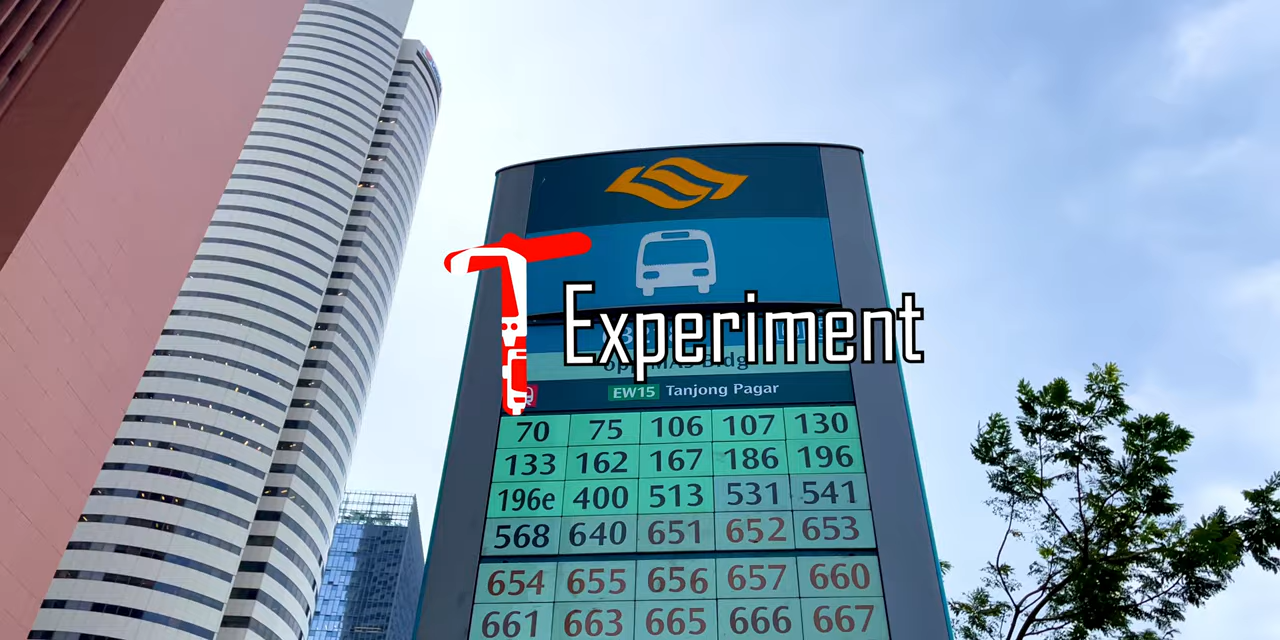 Experiment
EW15 Tanjong Pagar
70 75 106 107 130
133 162 167 186 196
196e 400 513 531 541
568 640 651 652 653
654 655 656 657 660
661 663 665 666 667